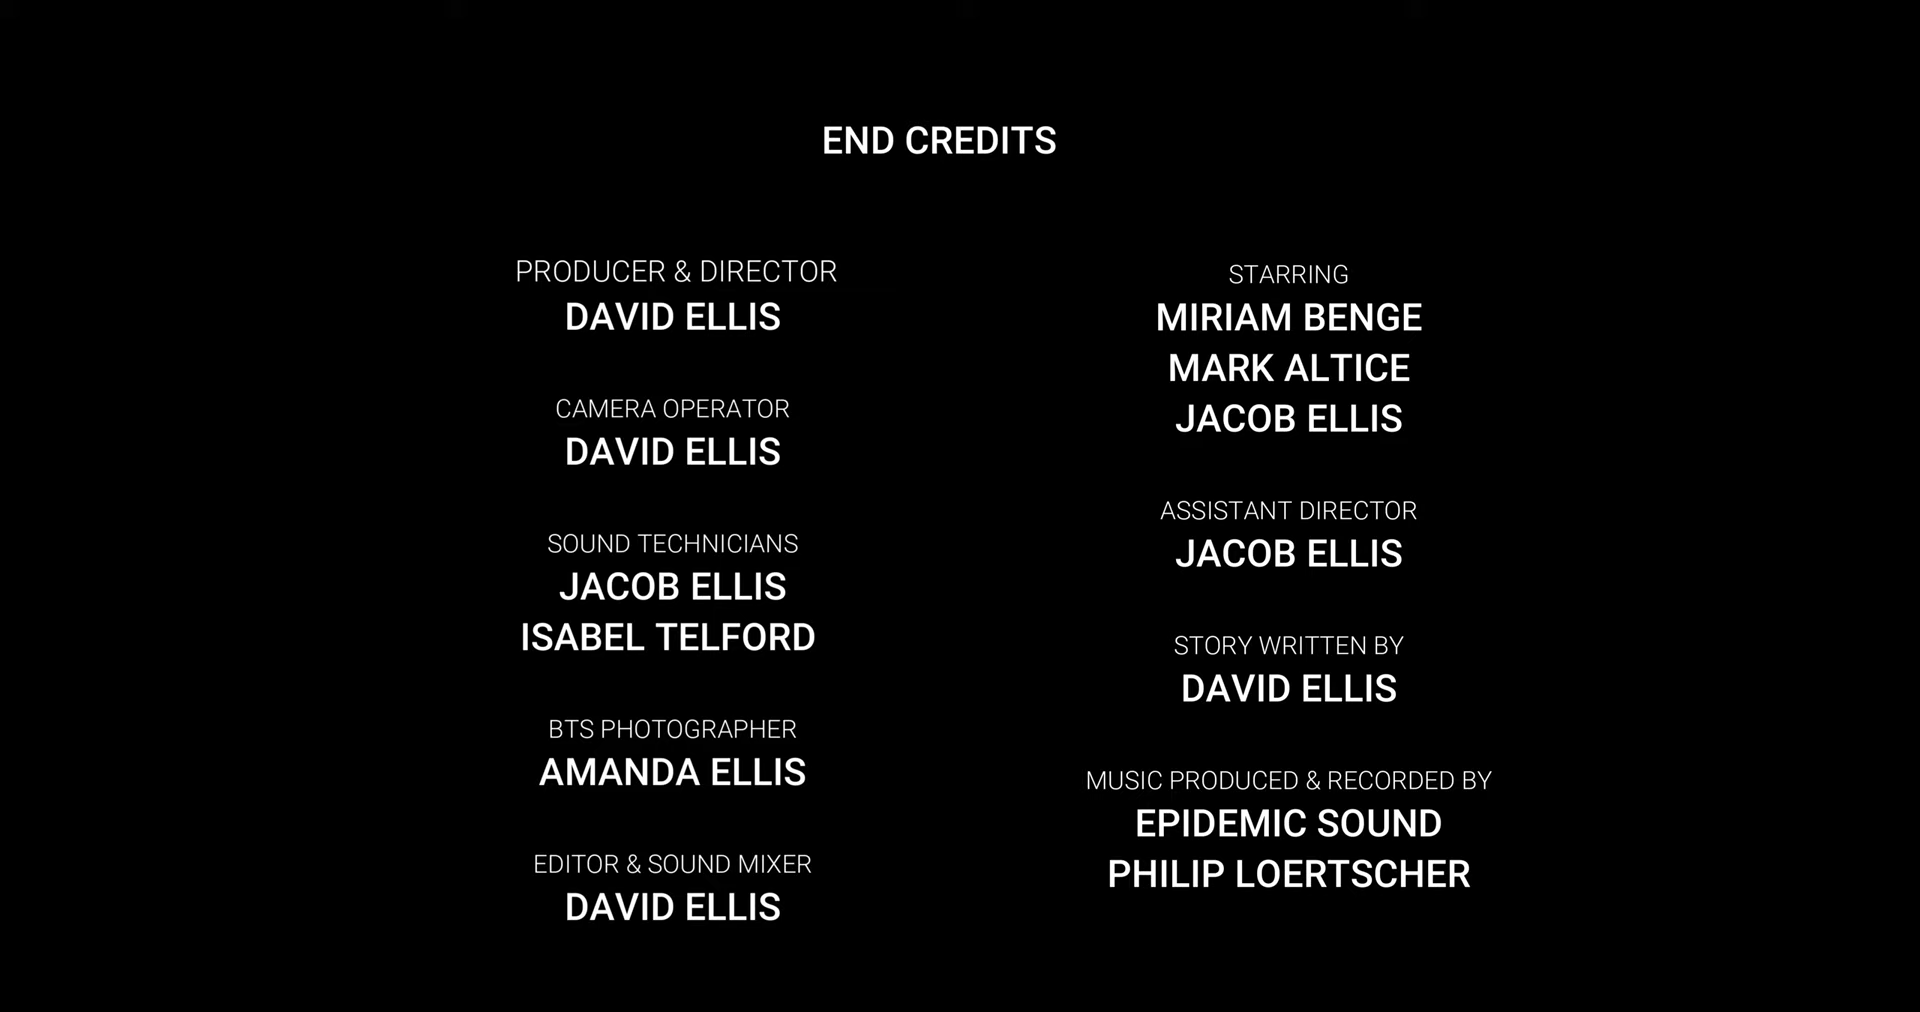 END CREDITS
PRODUCER & DIRECTOR
DAVID ELLIS
CAMERA OPERATOR
DAVID ELLIS
SOUND TECHNICIANS
JACOB ELLIS
ISABEL TELFORD
BTS PHOTOGRAPHER
AMANDA ELLIS
EDITOR & SOUND MIXER
DAVID ELLIS
STARRING
MIRIAM BENGE
MARK ALTICE
JACOB ELLIS
ASSISTANT DIRECTOR
JACOB ELLIS
STORY WRITTEN BY
DAVID ELLIS
MUSIC PRODUCED & RECORDED BY
EPIDEMIC SOUND
PHILIP LOERTSCHER